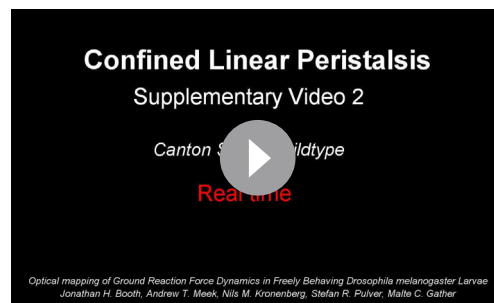 Confined Linear Peristalsis
Supplementary Video 2
Canton
Real time
Optical mapping of Ground Reaction Force Dynamics in Freely Behaving Drosophila melanogaster Larvae
Jonathan H. Booth, Andrew T. Meek, Nils M. Kronenberg, Stefan R. Pulver, Malte C. Gather